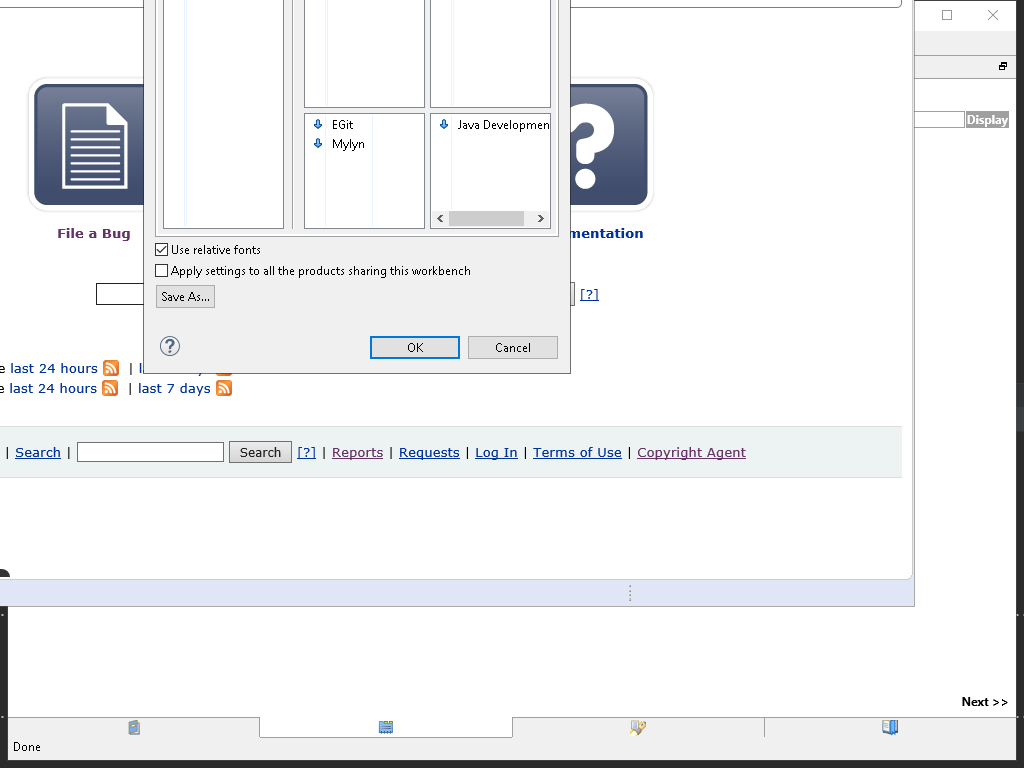 Display
EGit
Java Developmen
Mylyn
File a Bug
mentation
Use relative fonts
Apply settings to all the products sharing this workbench
Save As...
[?]
OK
Cancel
e last 24 hours | l
e last 24 hours | last 7 days
| Search | Search [?] | Reports | Requests | Log In | Terms of Use | Copyright Agent
Next >>
Done